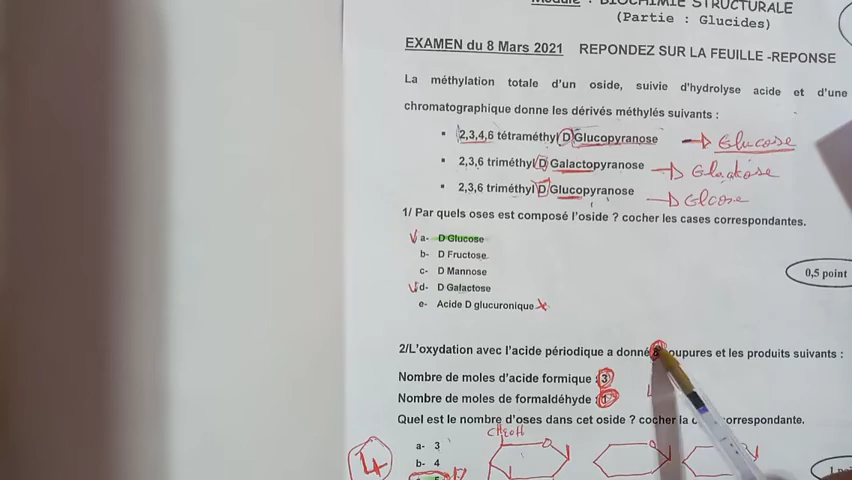 BIOCHIMIE STRUCTURALE
(Partie : Glucides)
EXAMEN du 8 Mars 2021 REPONDEZ SUR LA FEUILLE -REPONSE
La méthylation totale d'un oside, suivie d'hydrolyse acide et d'une
chromatographique donne les dérivés méthylés suivants :
2,3,4,6 tétraméthyl D Glucopyranose → Glucose
2,3,6 triméthyl D Galactopyranose
2,3,6 triméthyl D Glucopyranose
1/ Par quels oses est composé l'oside ? cocher les cases correspondantes.
a- D Glucose
b- D Fructose
c- D Mannose
0,5 point
d- D Galactose
e- Acide D glucuronique
2/L'oxydation avec l'acide périodique a donné coupures et les produits suivants :
Nombre de moles d'acide formique : 3
Nombre de moles de formaldéhyde : 1
Quel est le nombre d'oses dans cet oside ? cocher la correspondante.
a- 3
b- 4
4